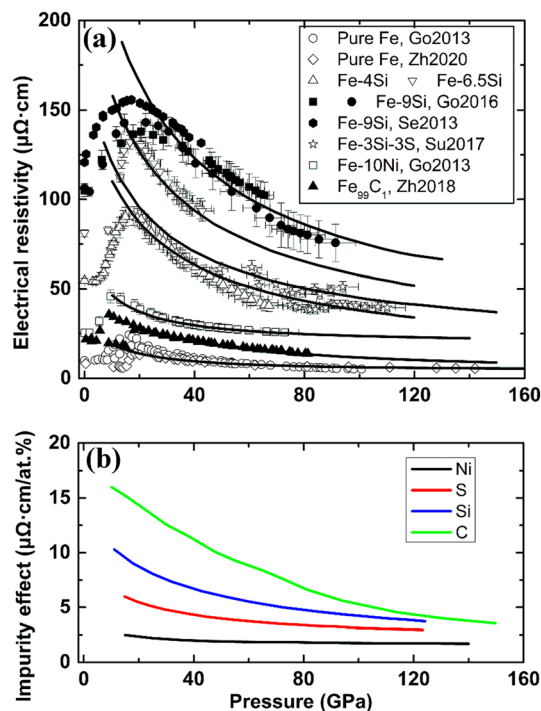 (a)
200
150
100
50
0
Electrical resistivity (μΩ·cm)
Pure Fe, Go2013
Pure Fe, Zh2020
Fe-4Si Fe-6.5Si
Fe-9Si, Go2016
Fe-9Si, Se2013
Fe-3Si-3S, Su2017
Fe-10Ni, Go2013
Fe99C1, Zh2018
0 40 80 120 160
(b)
20
15
10
5
0
Impurity effect (μΩ·cm/at.%)
Ni
S
Si
C
0 40 80 120 160
Pressure (GPa)